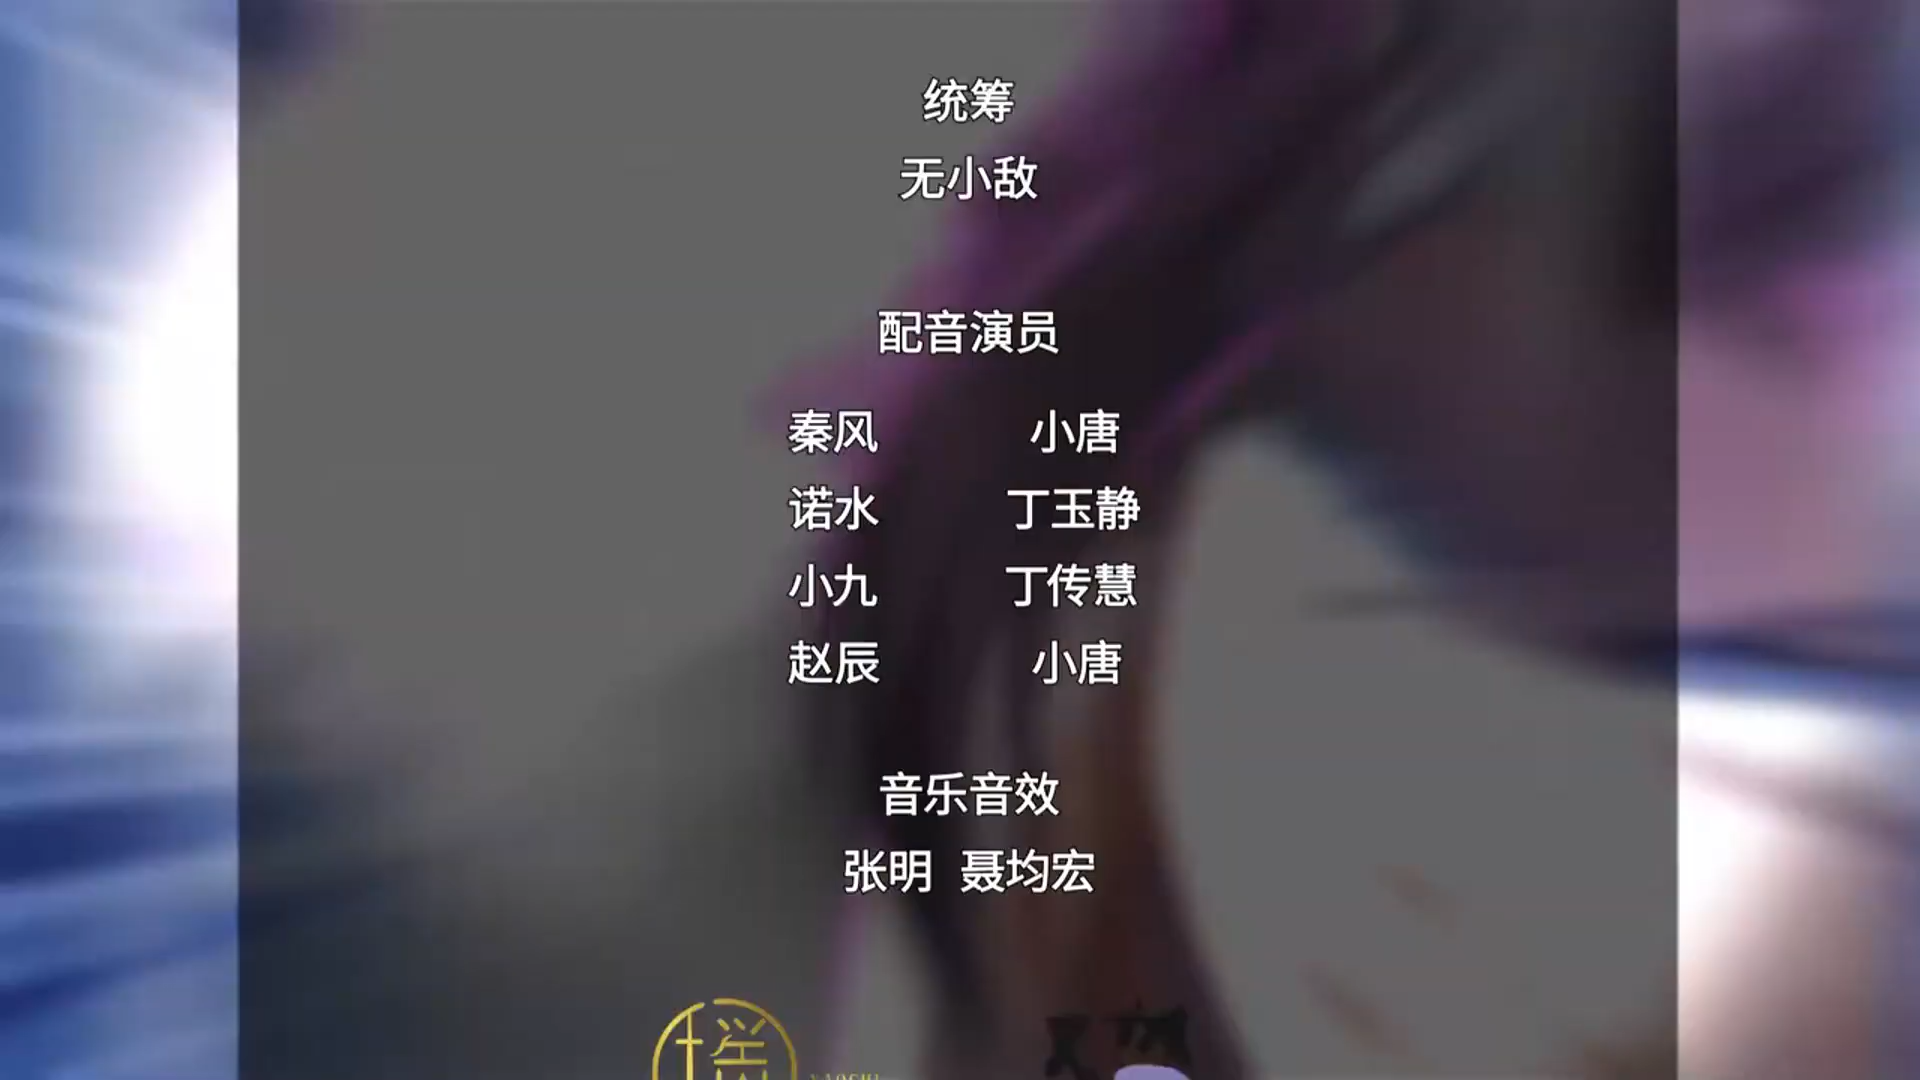 统筹
无小敌
配音演员
秦风 小唐
诺水 丁玉静
小九 丁传慧
赵辰 小唐
音乐音效
张明 聂均宏